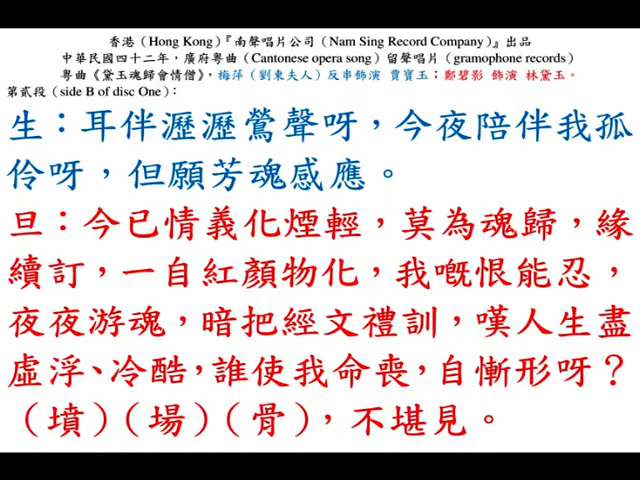 香港（Hong Kong）『南聲唱片公司（Nam Sing Record Company）』出品
中華民國四十二年，廣府粵曲（Cantonese opera song）留聲唱片（gramophone records）
粵曲《黛玉魂歸會情僧》，梅萍（劉東夫人）反串飾演 賈寶玉；鄭碧影 飾演 林黛玉。
第貳段（side B of disc One）：
生：耳伴瀝瀝鶯聲呀，今夜陪伴我孤
伶呀，但願芳魂感應。
旦：今已情義化煙輕，莫為魂歸，緣
續訂，一自紅顏物化，我嘅恨能忍，
夜夜游魂，暗把經文禮訓，嘆人生盡
虛浮、冷酷，誰使我命喪，自慚形呀？
（墳）（場）（骨），不堪見。